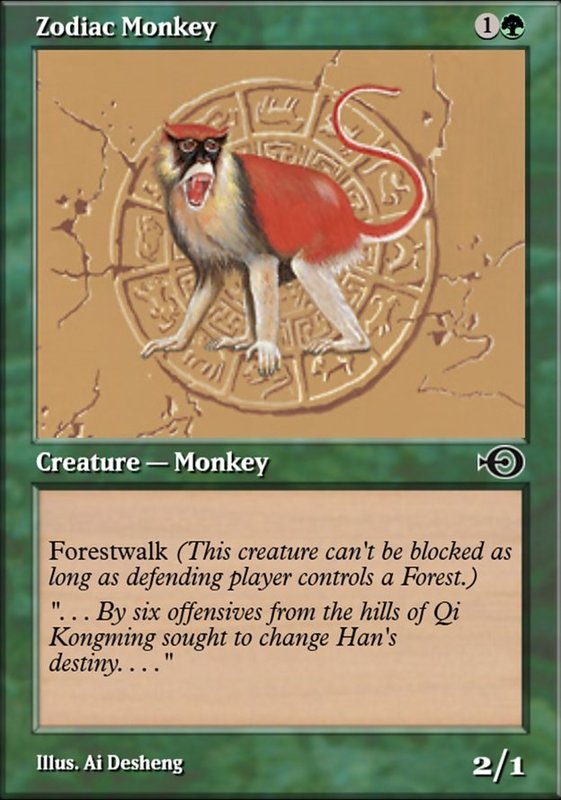 Zodiac Monkey 1
Creature — Monkey
Forestwalk (This creature can't be blocked as
long as defending player controls a Forest.)
". . . By six offensives from the hills of Qi
Kongming sought to change Han's
destiny. . . ."
Illus. Ai Desheng 2/1